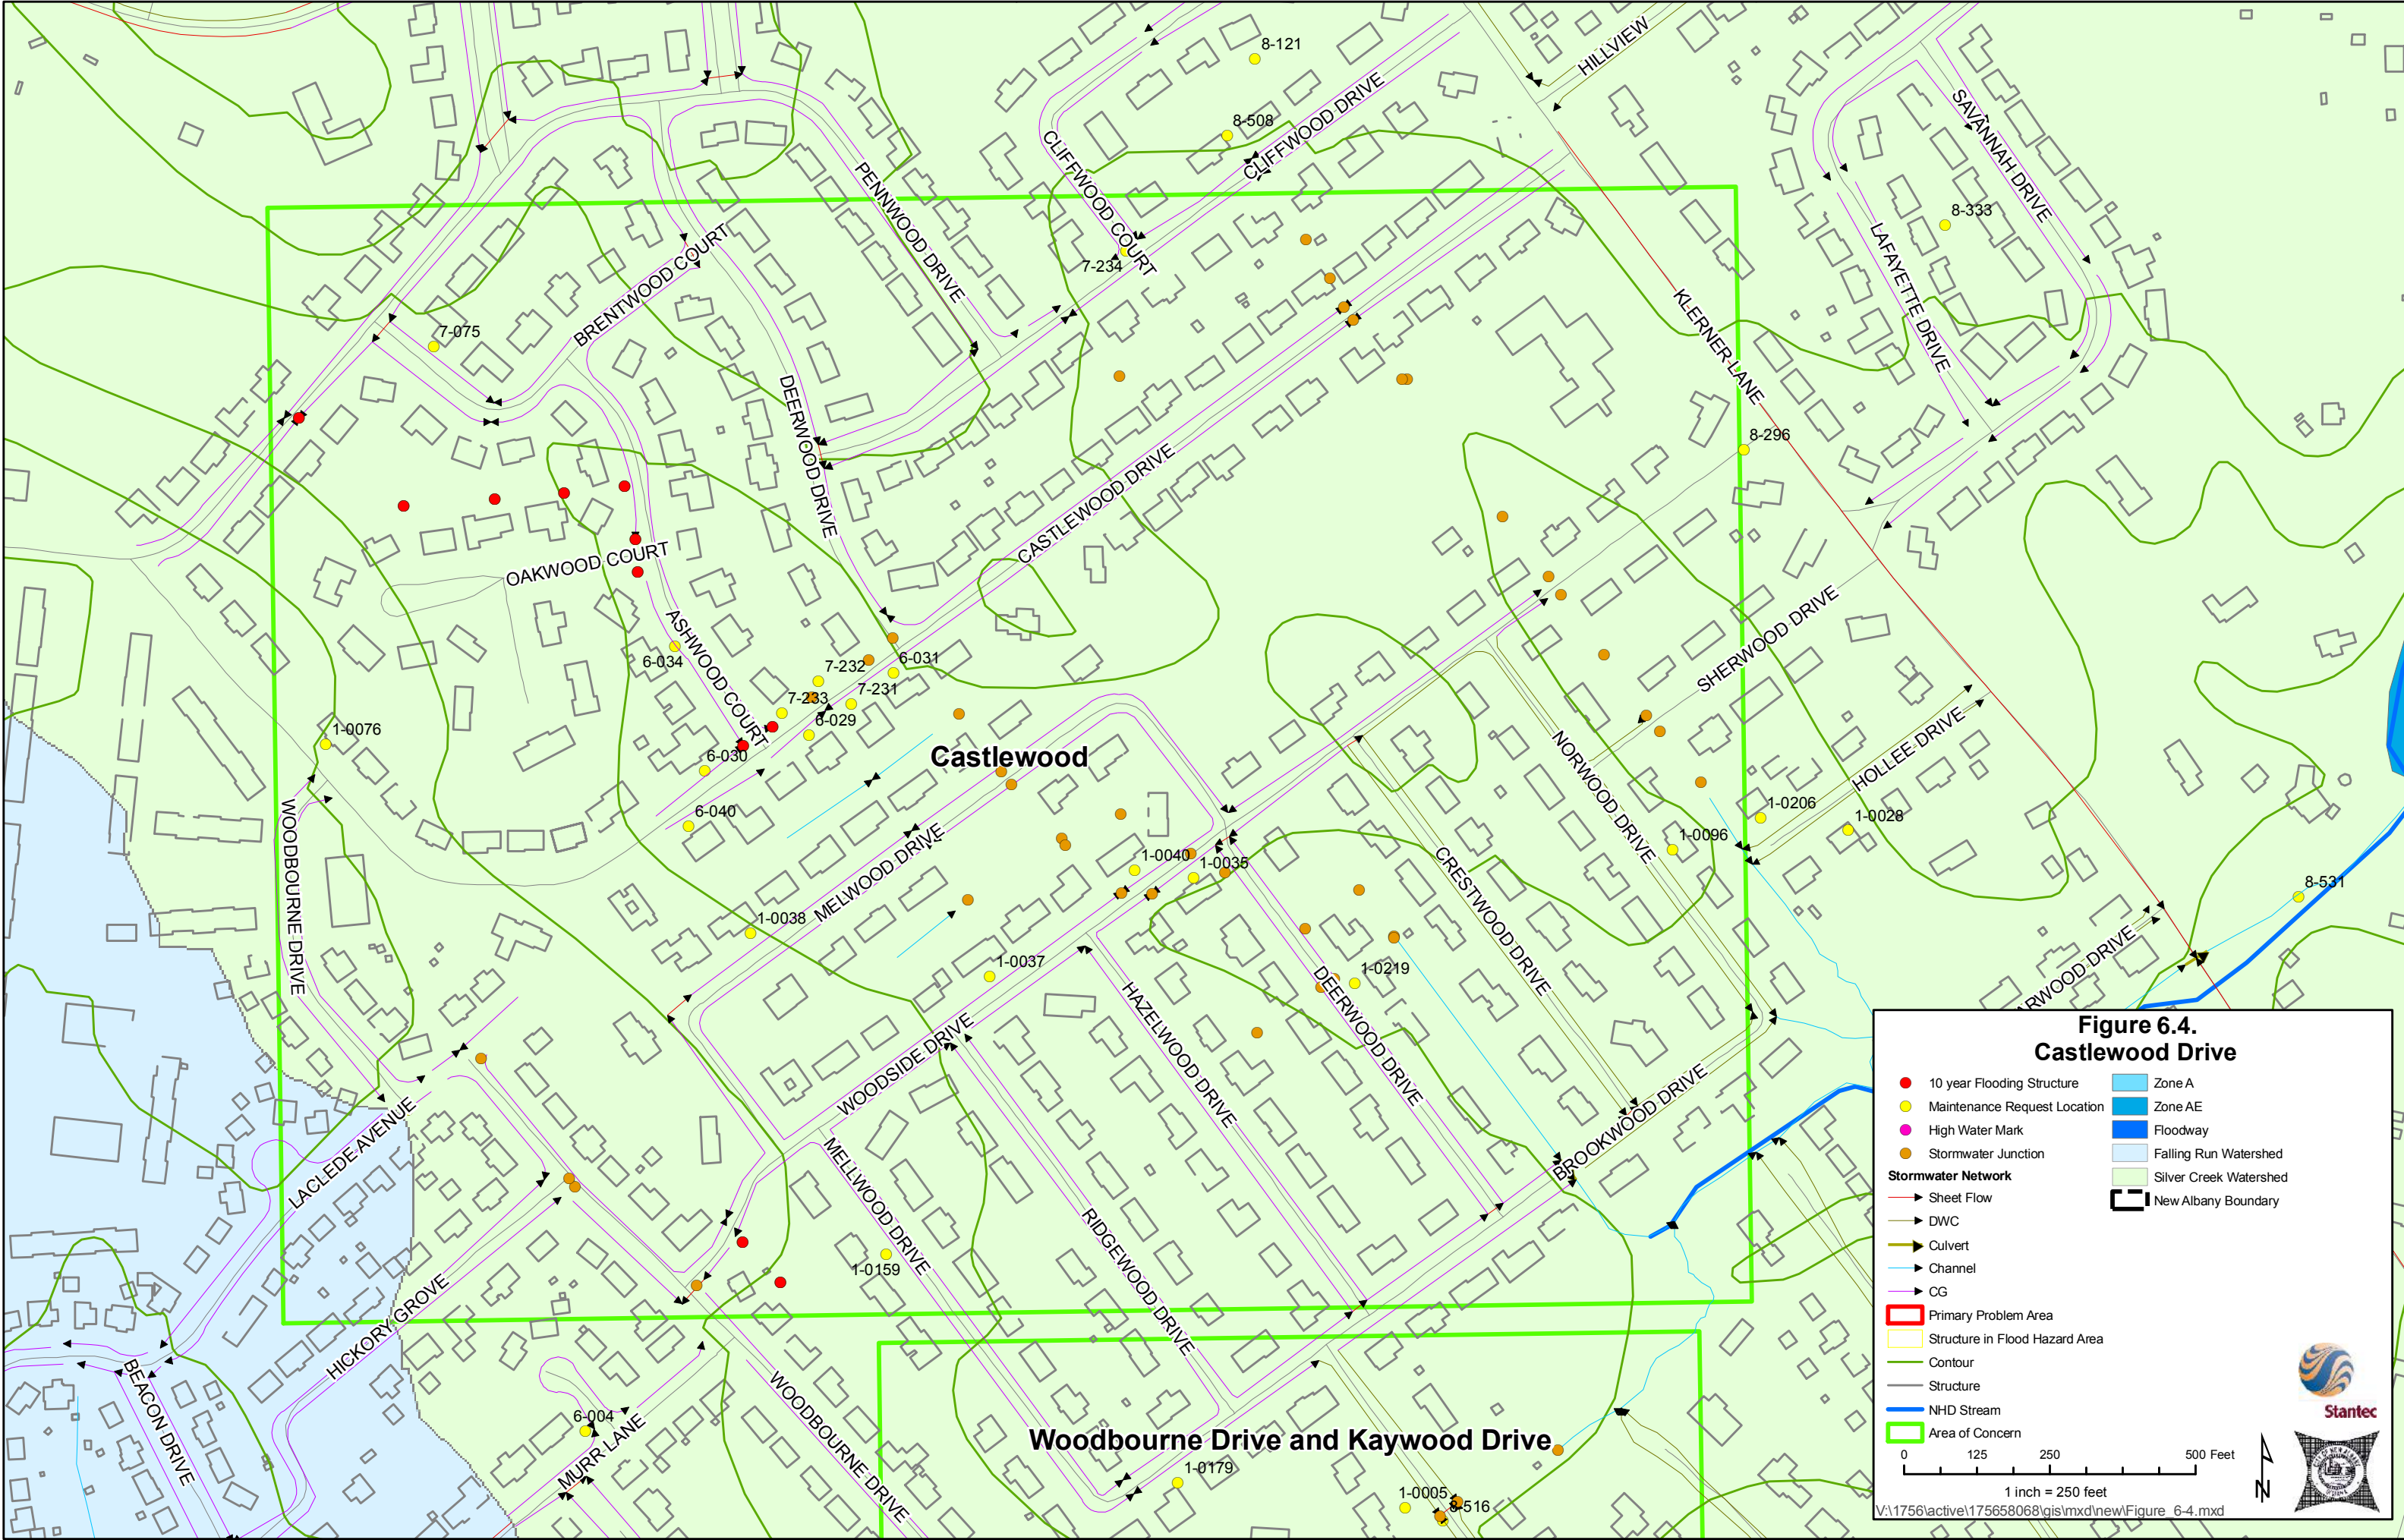 8-121
HILLVIEW
SAVANNAH DRIVE
8-508
CLIFFWOOD DRIVE
CLIFFWOOD COURT
PENNWOOD DRIVE
8-333
LAFAYETTE DRIVE
7-234
BRENTWOOD COURT
7-075
KLERNER LANE
DEERWOOD DRIVE
8-296
CASTLEWOOD DRIVE
OAKWOOD COURT
ASHWOOD COURT
6-034
7-232
6-031
7-233
7-231
6-029
SHERWOOD DRIVE
1-0076
6-030
Castlewood
NORWOOD DRIVE
HOLLEE DRIVE
6-040
1-0206
1-0028
1-0096
WOODBOURNE DRIVE
MELWOOD DRIVE
1-0040
1-0035
CRESTWOOD DRIVE
8-531
1-0038
1-0037
1-0219
ARWOOD DRIVE
HAZELWOOD DRIVE
DEERWOOD DRIVE
WOODSIDE DRIVE
LACLEDE AVENUE
BROOKWOOD DRIVE
MELLWOOD DRIVE
RIDGEWOOD DRIVE
1-0159
HICKORY GROVE
BEACON DRIVE
WOODBOURNE DRIVE
6-004
MURR LANE
Woodbourne Drive and Kaywood Drive
1-0179
1-0005
8-516
Figure 6.4.
Castlewood Drive
10 year Flooding Structure
Maintenance Request Location
High Water Mark
Stormwater Junction
Stormwater Network
Sheet Flow
DWC
Culvert
Channel
CG
Primary Problem Area
Structure in Flood Hazard Area
Contour
Structure
NHD Stream
Area of Concern
Zone A
Zone AE
Floodway
Falling Run Watershed
Silver Creek Watershed
New Albany Boundary
0 125 250 500 Feet
1 inch = 250 feet
N
Stantec
V:\1756\active\175658068\gis\mxd\new\Figure_6-4.mxd